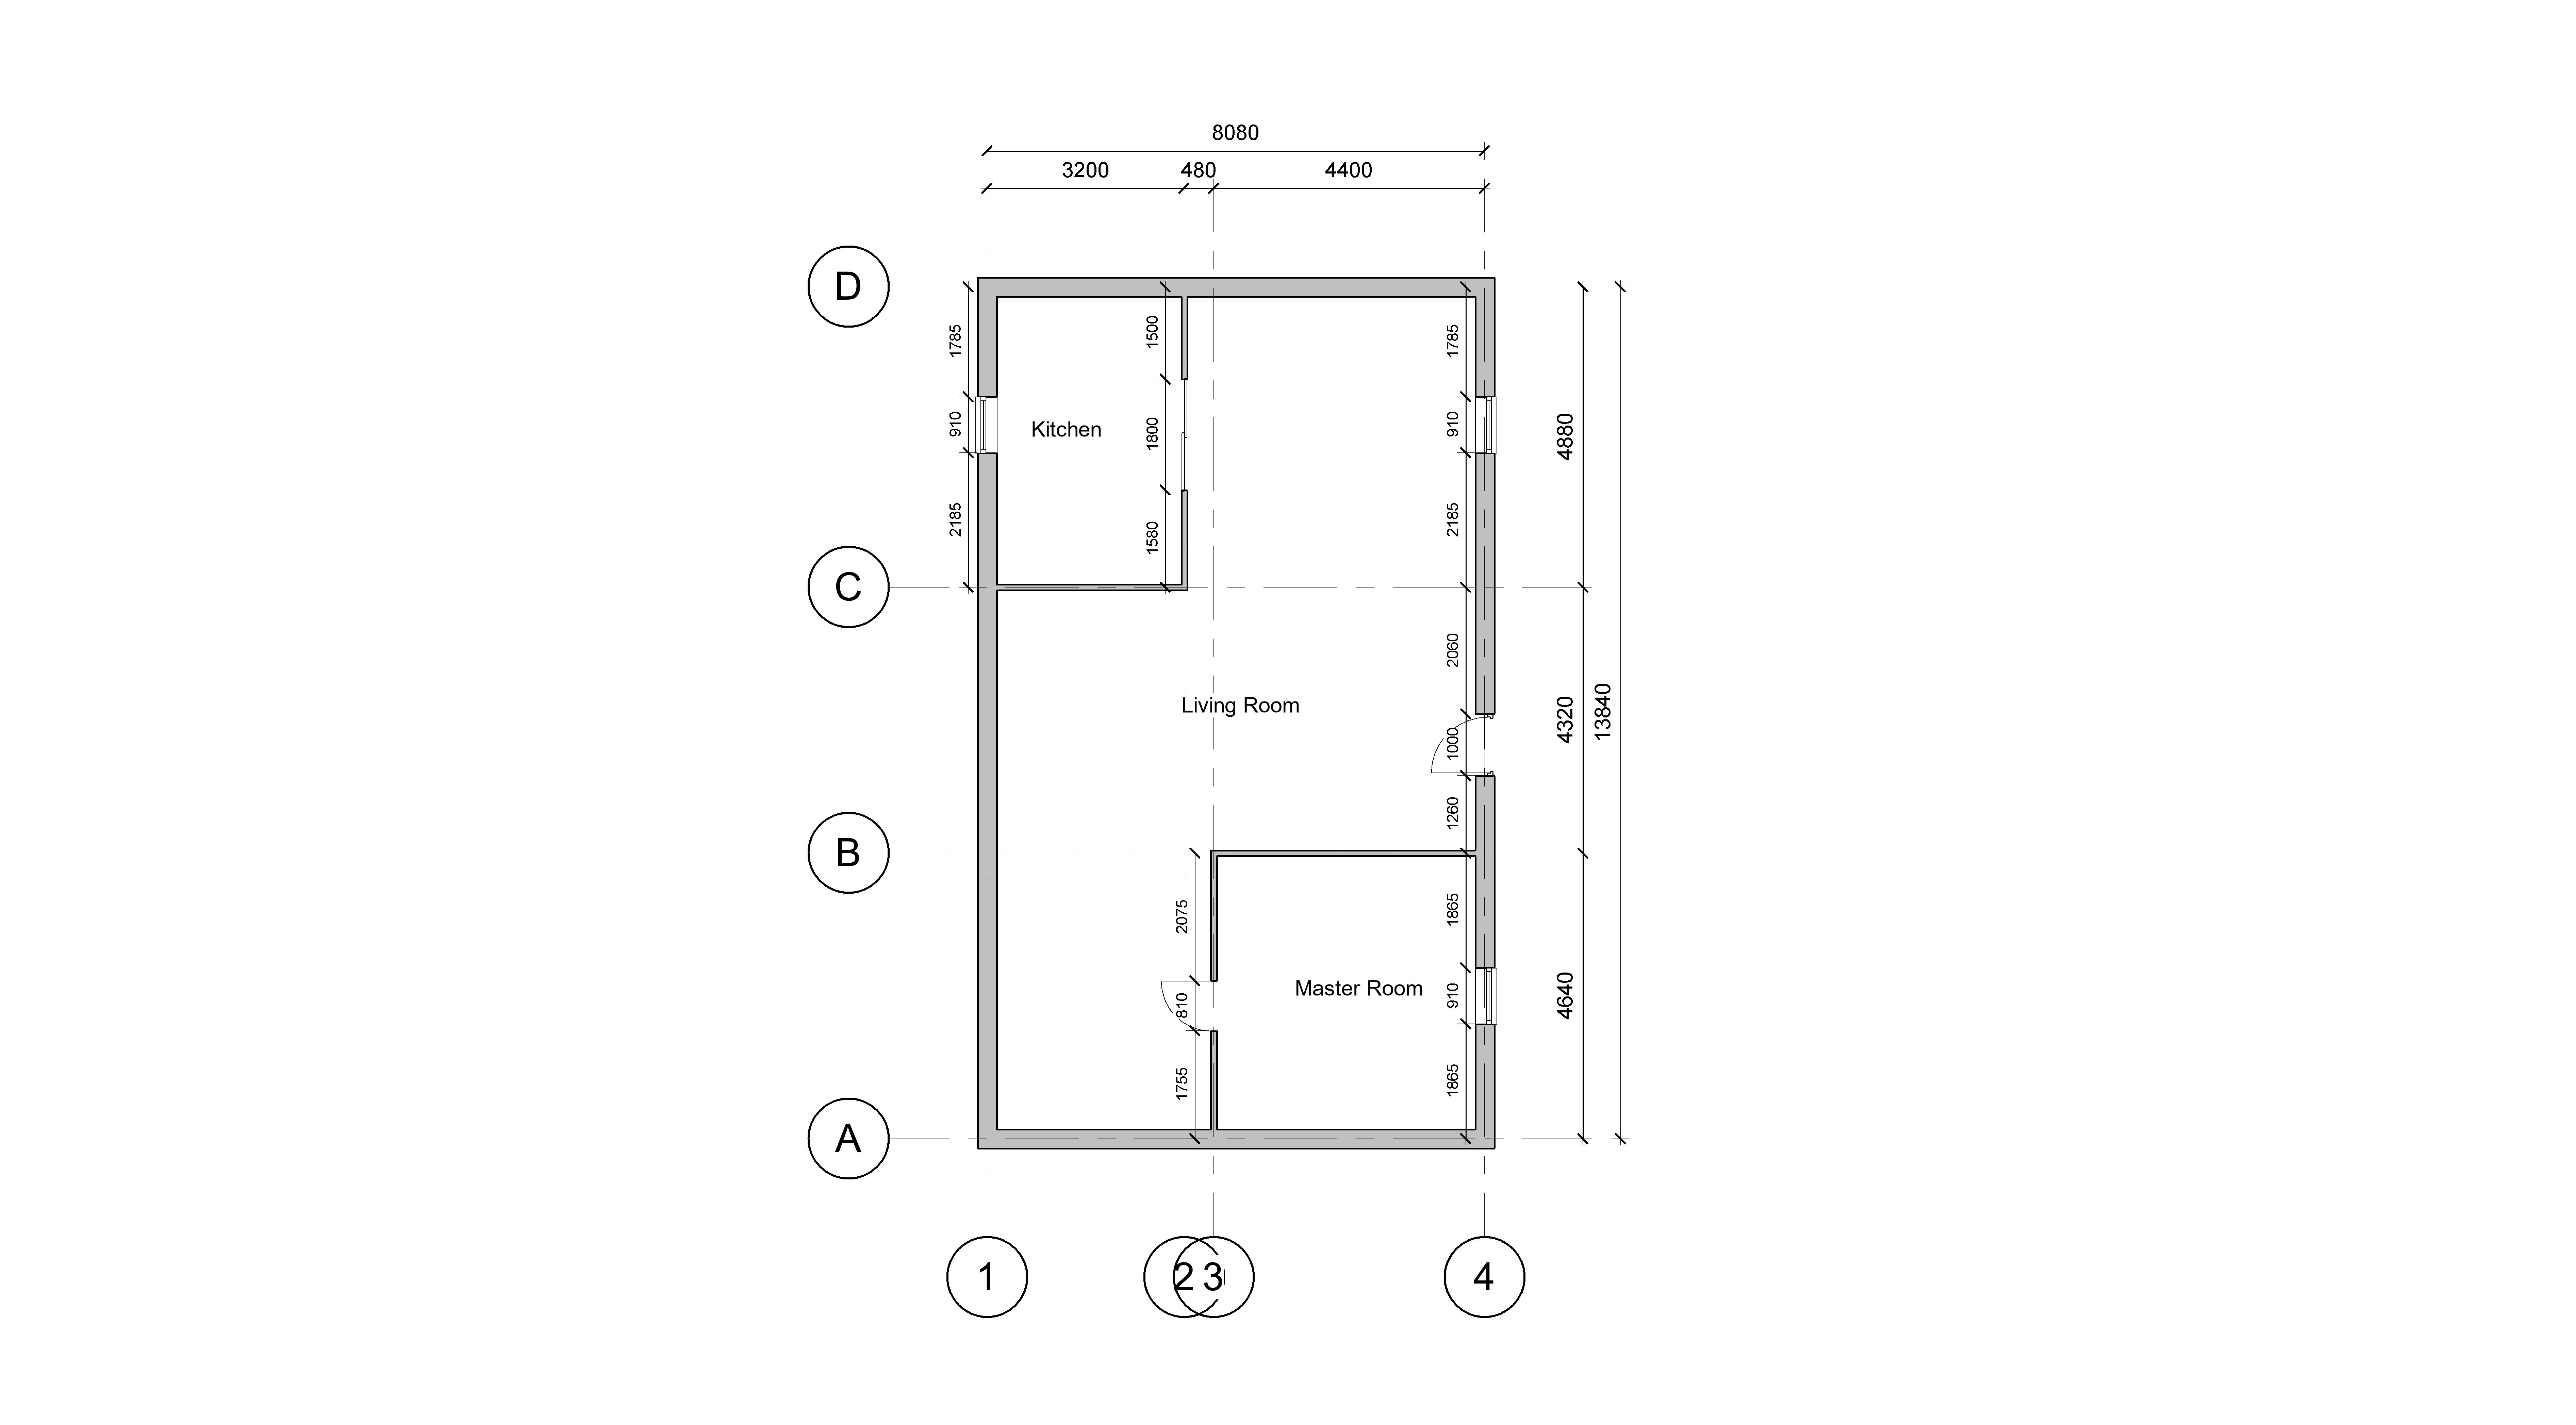 8080
3200 480 4400
D
1785 1500 1785
910 Kitchen 1800 910 4880
2185 1580 2185
C
2060
Living Room 4320 13840
1000
1260
B
2075 1865
810 Master Room 910 4640
1755 1865
A
1 2 3 4